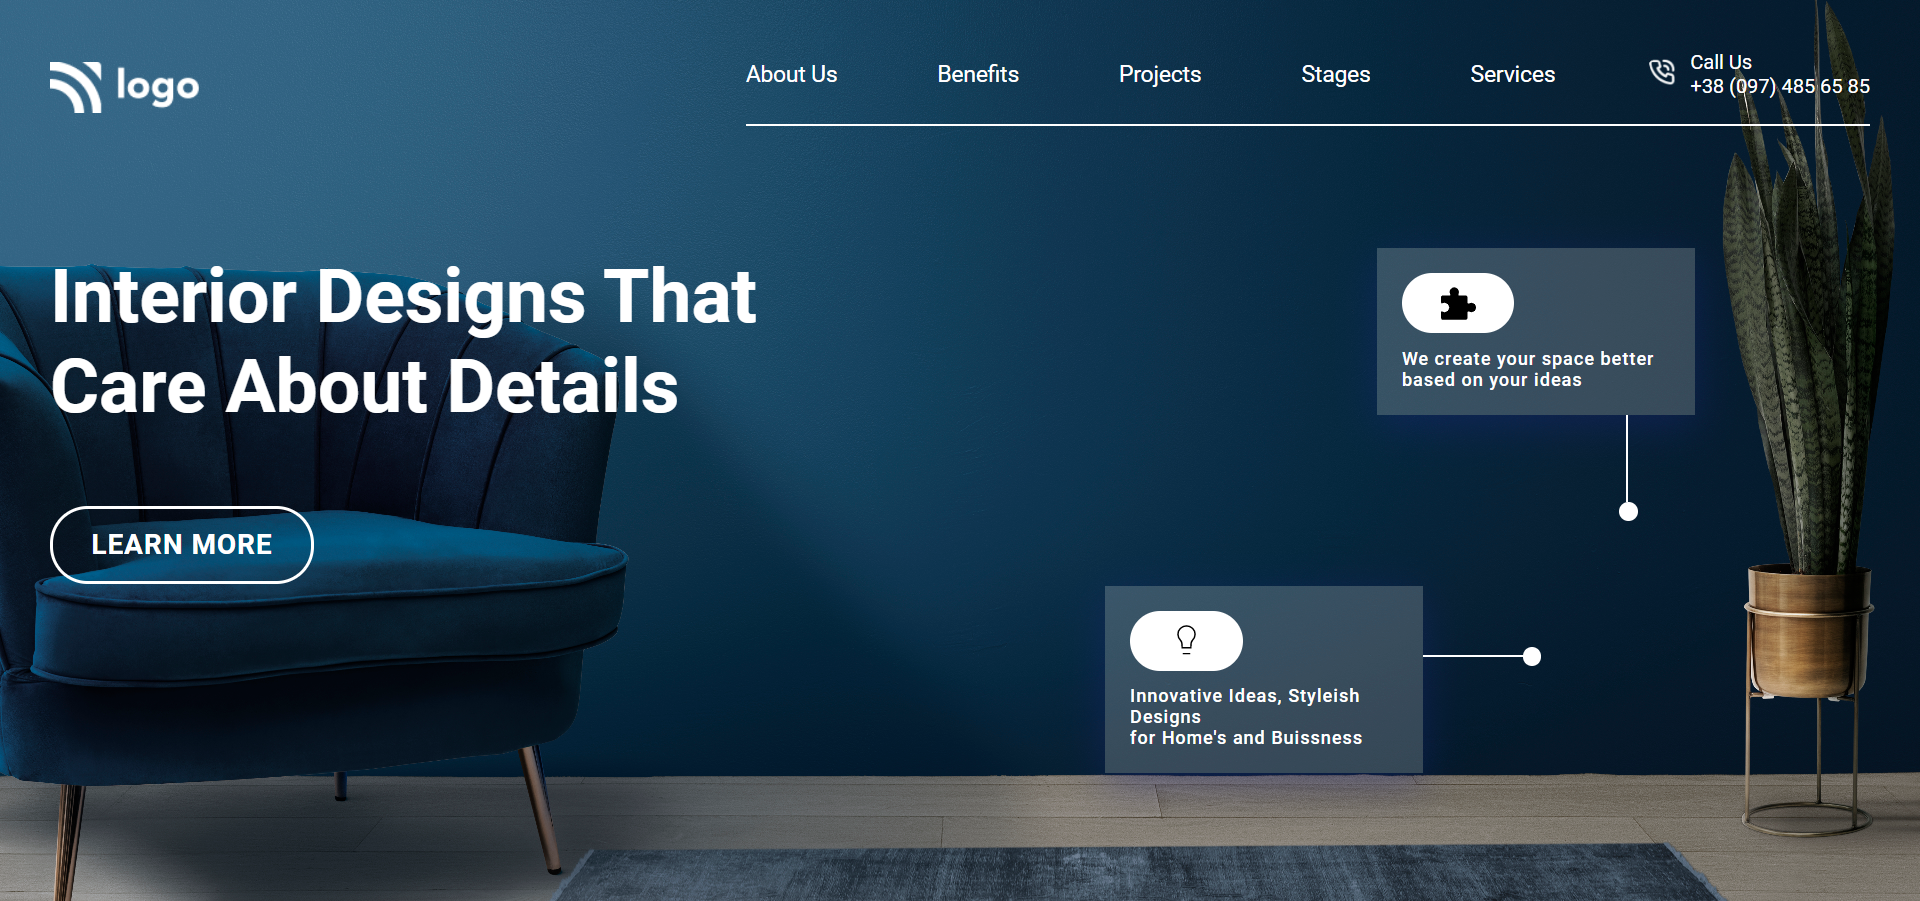 logo
About Us
Benefits
Projects
Stages
Services
Call Us
+38 (097) 485 65 85
Interior Designs That
Care About Details
LEARN MORE
We create your space better
based on your ideas
Innovative Ideas, Styleish
Designs
for Home's and Buissness